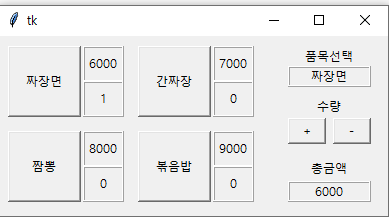 tk
짜장면
6000
1
간짜장
7000
0
짬뽕
8000
0
볶음밥
9000
0
품목선택
짜장면
수량
+ -
총금액
6000